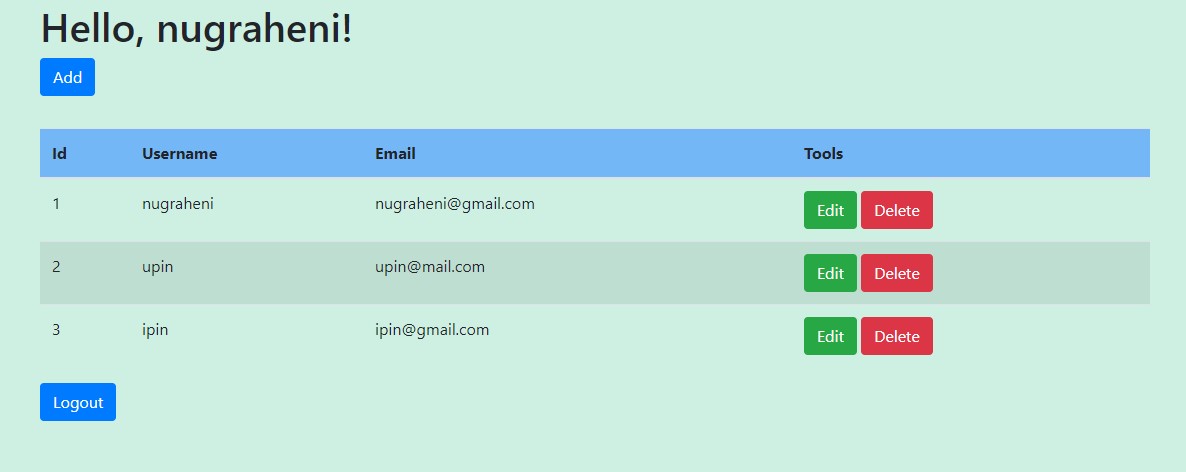 Hello, nugraheni!
Add
Id Username Email Tools
1 nugraheni nugraheni@gmail.com Edit Delete
2 upin upin@mail.com Edit Delete
3 ipin ipin@gmail.com Edit Delete
Logout